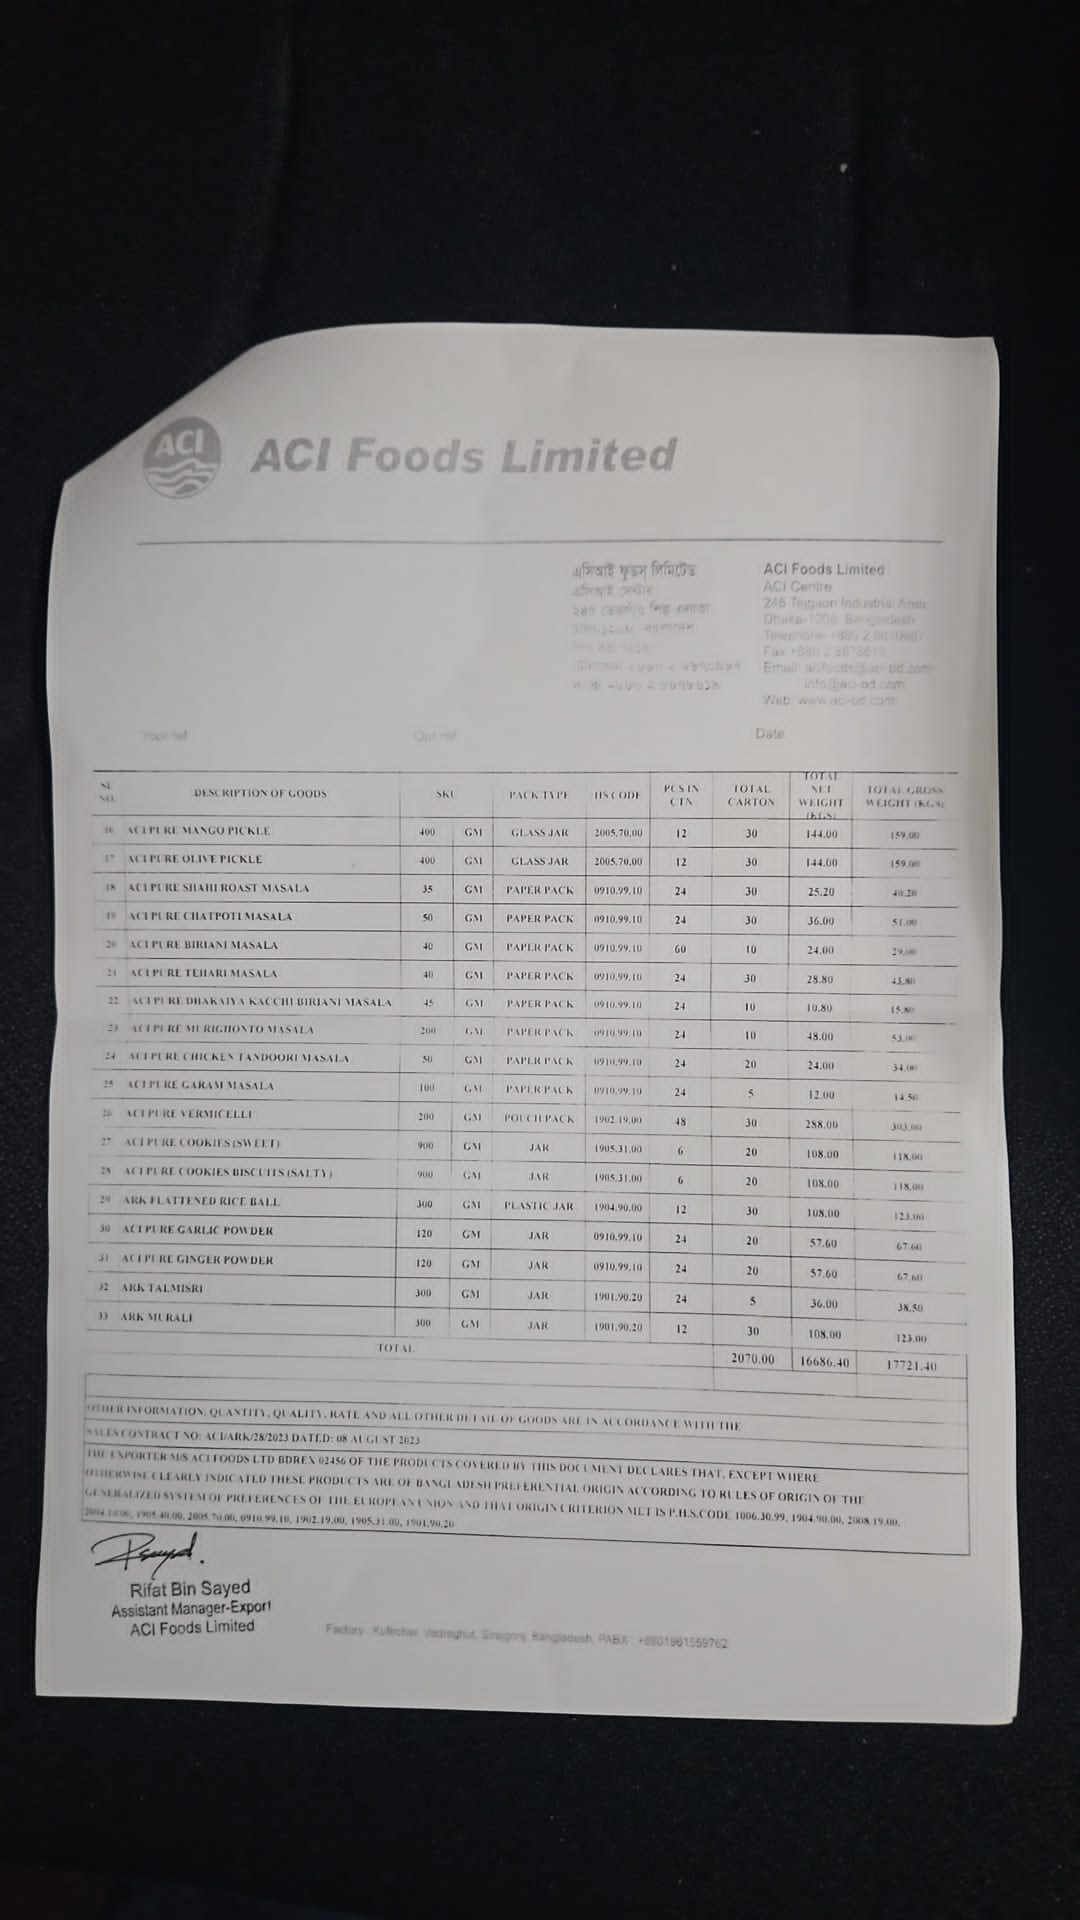 ACI
ACI Foods Limited
এসিআই ফুডস্ লিমিটেড
এসিআই সেন্টার
ACI Foods Limited
ACI Centre
245 Tejgaon Industrial Area
Dhaka-1208, Bangladesh
Web: www.aci-bd.com
Your ref
Our ref
Date
SL NO. DESCRIPTION OF GOODS SKU PACK TYPE HS CODE PCS IN CTN TOTAL CARTON TOTAL NET WEIGHT (KGS) TOTAL GROSS WEIGHT (KGS)
16 ACI PURE MANGO PICKLE 400 GM GLASS JAR 2005.70.00 12 30 144.00 159.00
17 ACI PURE OLIVE PICKLE 400 GM GLASS JAR 2005.70.00 12 30 144.00 159.00
18 ACI PURE SHAHI ROAST MASALA 35 GM PAPER PACK 0910.99.10 24 30 25.20 40.20
19 ACI PURE CHATPOTI MASALA 50 GM PAPER PACK 0910.99.10 24 30 36.00 51.00
20 ACI PURE BIRIANI MASALA 40 GM PAPER PACK 0910.99.10 60 10 24.00 29.00
21 ACI PURE TEHARI MASALA 40 GM PAPER PACK 0910.99.10 24 30 28.80 43.80
22 ACI PURE DHAKAIYA KACCHI BIRIANI MASALA 45 GM PAPER PACK 0910.99.10 24 10 10.80 15.80
23 ACI PURE MURIGHONTO MASALA 200 GM PAPER PACK 0910.99.10 24 10 48.00 53.00
24 ACI PURE CHICKEN TANDOORI MASALA 50 GM PAPER PACK 0910.99.10 24 20 24.00 34.00
25 ACI PURE GARAM MASALA 100 GM PAPER PACK 0910.99.10 24 5 12.00 14.50
26 ACI PURE VERMICELLI 200 GM POUCH PACK 1902.19.00 48 30 288.00 303.00
27 ACI PURE COOKIES (SWEET) 900 GM JAR 1905.31.00 6 20 108.00 118.00
28 ACI PURE COOKIES BISCUITS (SALTY) 900 GM JAR 1905.31.00 6 20 108.00 118.00
29 ARK FLATTENED RICE BALL 300 GM PLASTIC JAR 1904.90.00 12 30 108.00 123.00
30 ACI PURE GARLIC POWDER 120 GM JAR 0910.99.10 24 20 57.60 67.60
31 ACI PURE GINGER POWDER 120 GM JAR 0910.99.10 24 20 57.60 67.60
32 ARK TALMISRI 300 GM JAR 1901.90.20 24 5 36.00 38.50
33 ARK MURALI 300 GM JAR 1901.90.20 12 30 108.00 123.00
TOTAL 2070.00 16686.40 17721.40
OTHER INFORMATION, QUANTITY, QUALITY, RATE AND ALL OTHER DETAIL OF GOODS ARE IN ACCORDANCE WITH THE
SALES CONTRACT NO: ACI/ARK/28/2023 DATED: 08 AUGUST 2023
THE EXPORTER M/S ACI FOODS LTD BDREX 02456 OF THE PRODUCTS COVERED BY THIS DOCUMENT DECLARES THAT, EXCEPT WHERE
OTHERWISE CLEARLY INDICATED THESE PRODUCTS ARE OF BANGLADESH PREFERENTIAL ORIGIN ACCORDING TO RULES OF ORIGIN OF THE
GENERALIZED SYSTEM OF PREFERENCES OF THE EUROPEAN UNION AND THAT ORIGIN CRITERION MET IS P.H.S.CODE 1006.30.99, 1904.90.00, 2008.19.00,
1905.40.00, 2005.70.00, 0910.99.10, 1902.19.00, 1905.31.00, 1901.90.20
Rifat Bin Sayed
Assistant Manager-Export
ACI Foods Limited
Factory : Bangladesh, PABX : +8801961559762